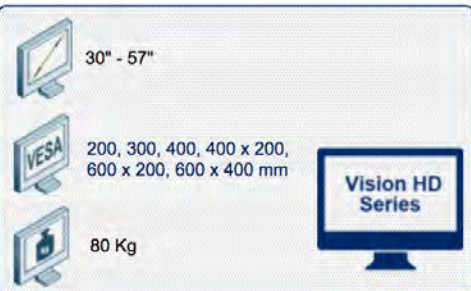 30" - 57"
VESA
200, 300, 400, 400 x 200,
600 x 200, 600 x 400 mm
Vision HD
Series
80 Kg